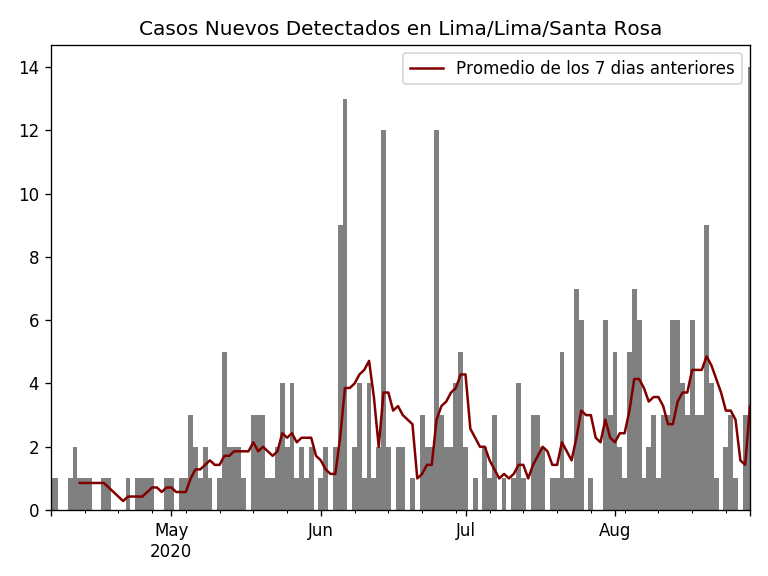 Casos Nuevos Detectados en Lima/Lima/Santa Rosa
Promedio de los 7 dias anteriores
14
12
10
8
6
4
2
0
May
2020
Jun
Jul
Aug